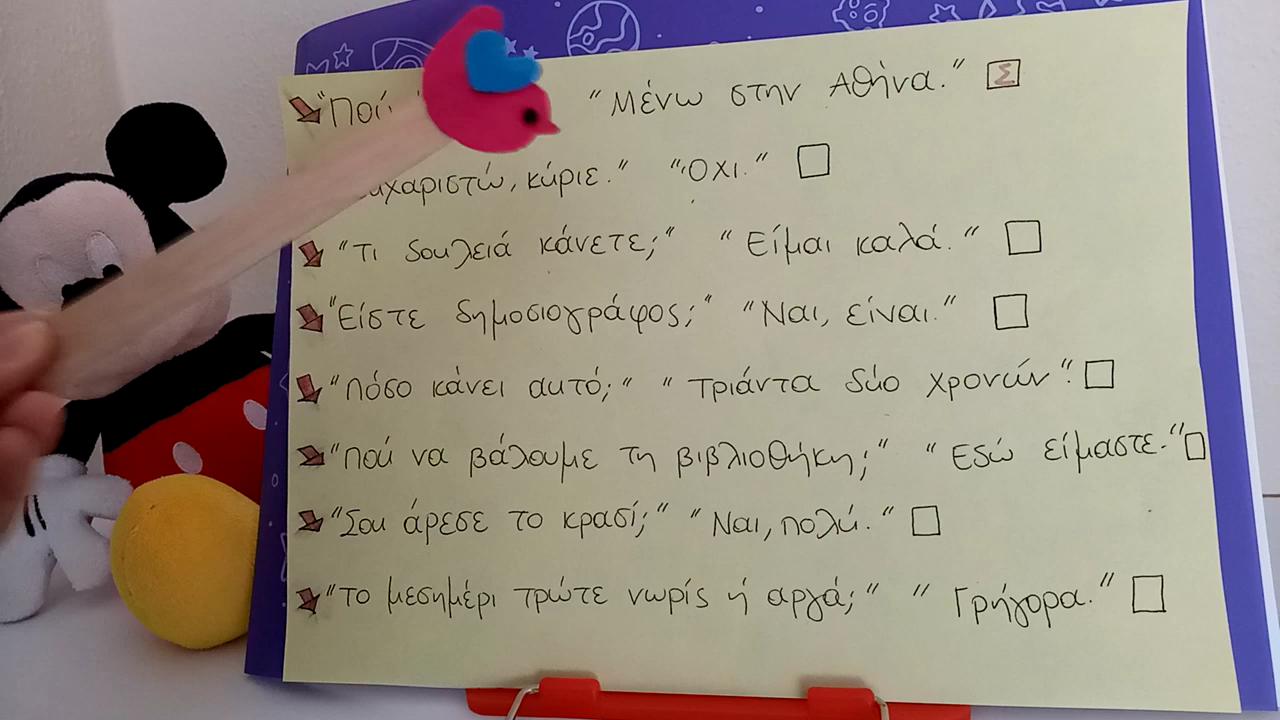 "Πού "Μένω στην Αθήνα." Σ
κύριε." "Όχι."
"Τι δουλειά κάνετε;" "Είμαι καλά."
"Είστε δημοσιογράφος;" "Ναι, είναι."
"Πόσο κάνει αυτό;" "Τριάντα δύο χρονών".
"Πού να βάλουμε τη βιβλιοθήκη;" "Εδώ είμαστε."
"Σου άρεσε το κρασί;" "Ναι, πολύ."
"Το μεσημέρι τρώτε νωρίς ή αργά;" "Γρήγορα."